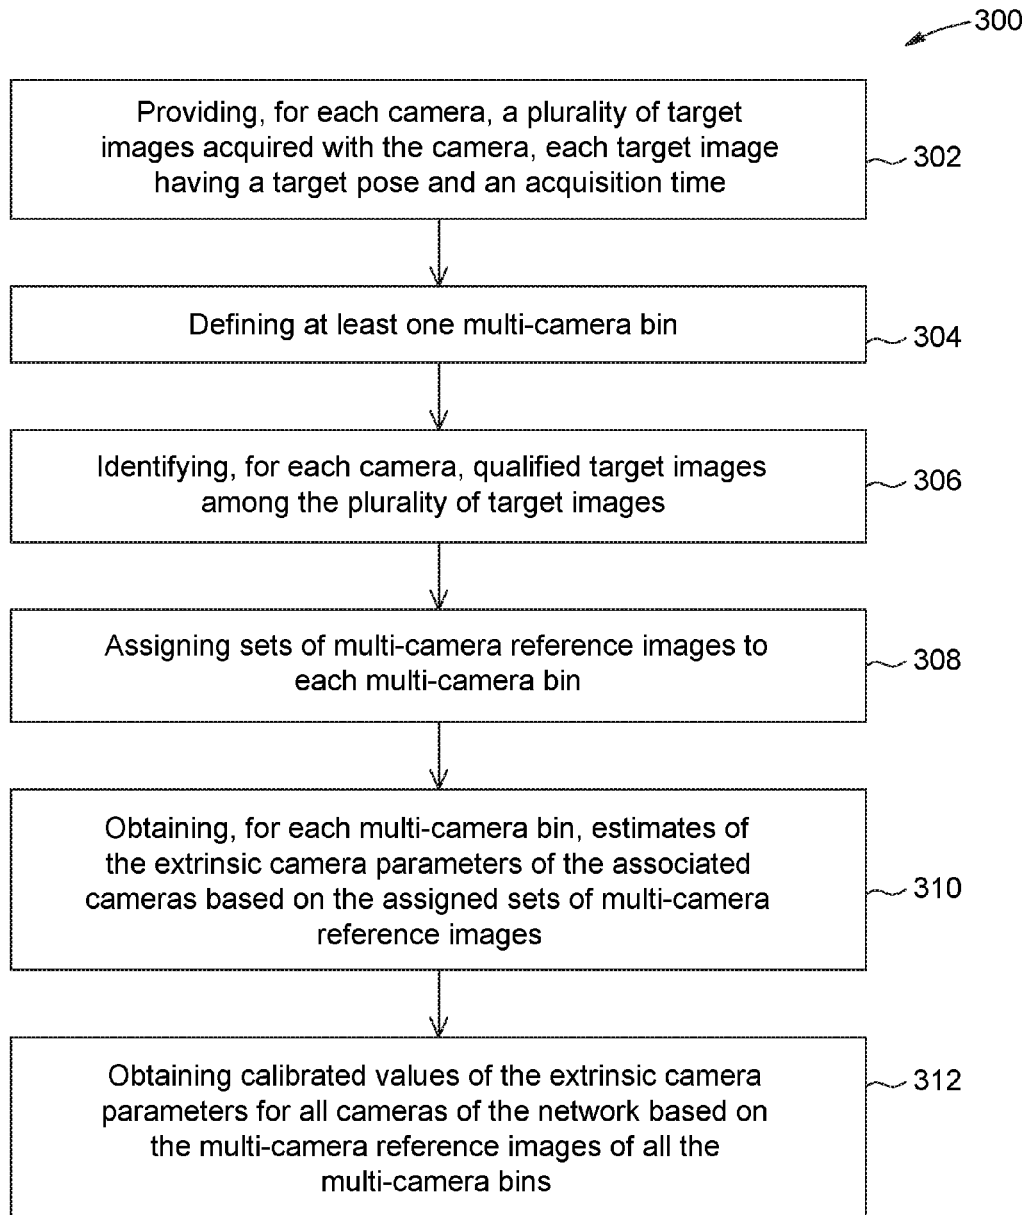 300
Providing, for each camera, a plurality of target
images acquired with the camera, each target image
having a target pose and an acquisition time
302
Defining at least one multi-camera bin
304
Identifying, for each camera, qualified target images
among the plurality of target images
306
Assigning sets of multi-camera reference images to
each multi-camera bin
308
Obtaining, for each multi-camera bin, estimates of
the extrinsic camera parameters of the associated
cameras based on the assigned sets of multi-camera
reference images
310
Obtaining calibrated values of the extrinsic camera
parameters for all cameras of the network based on
the multi-camera reference images of all the
multi-camera bins
312